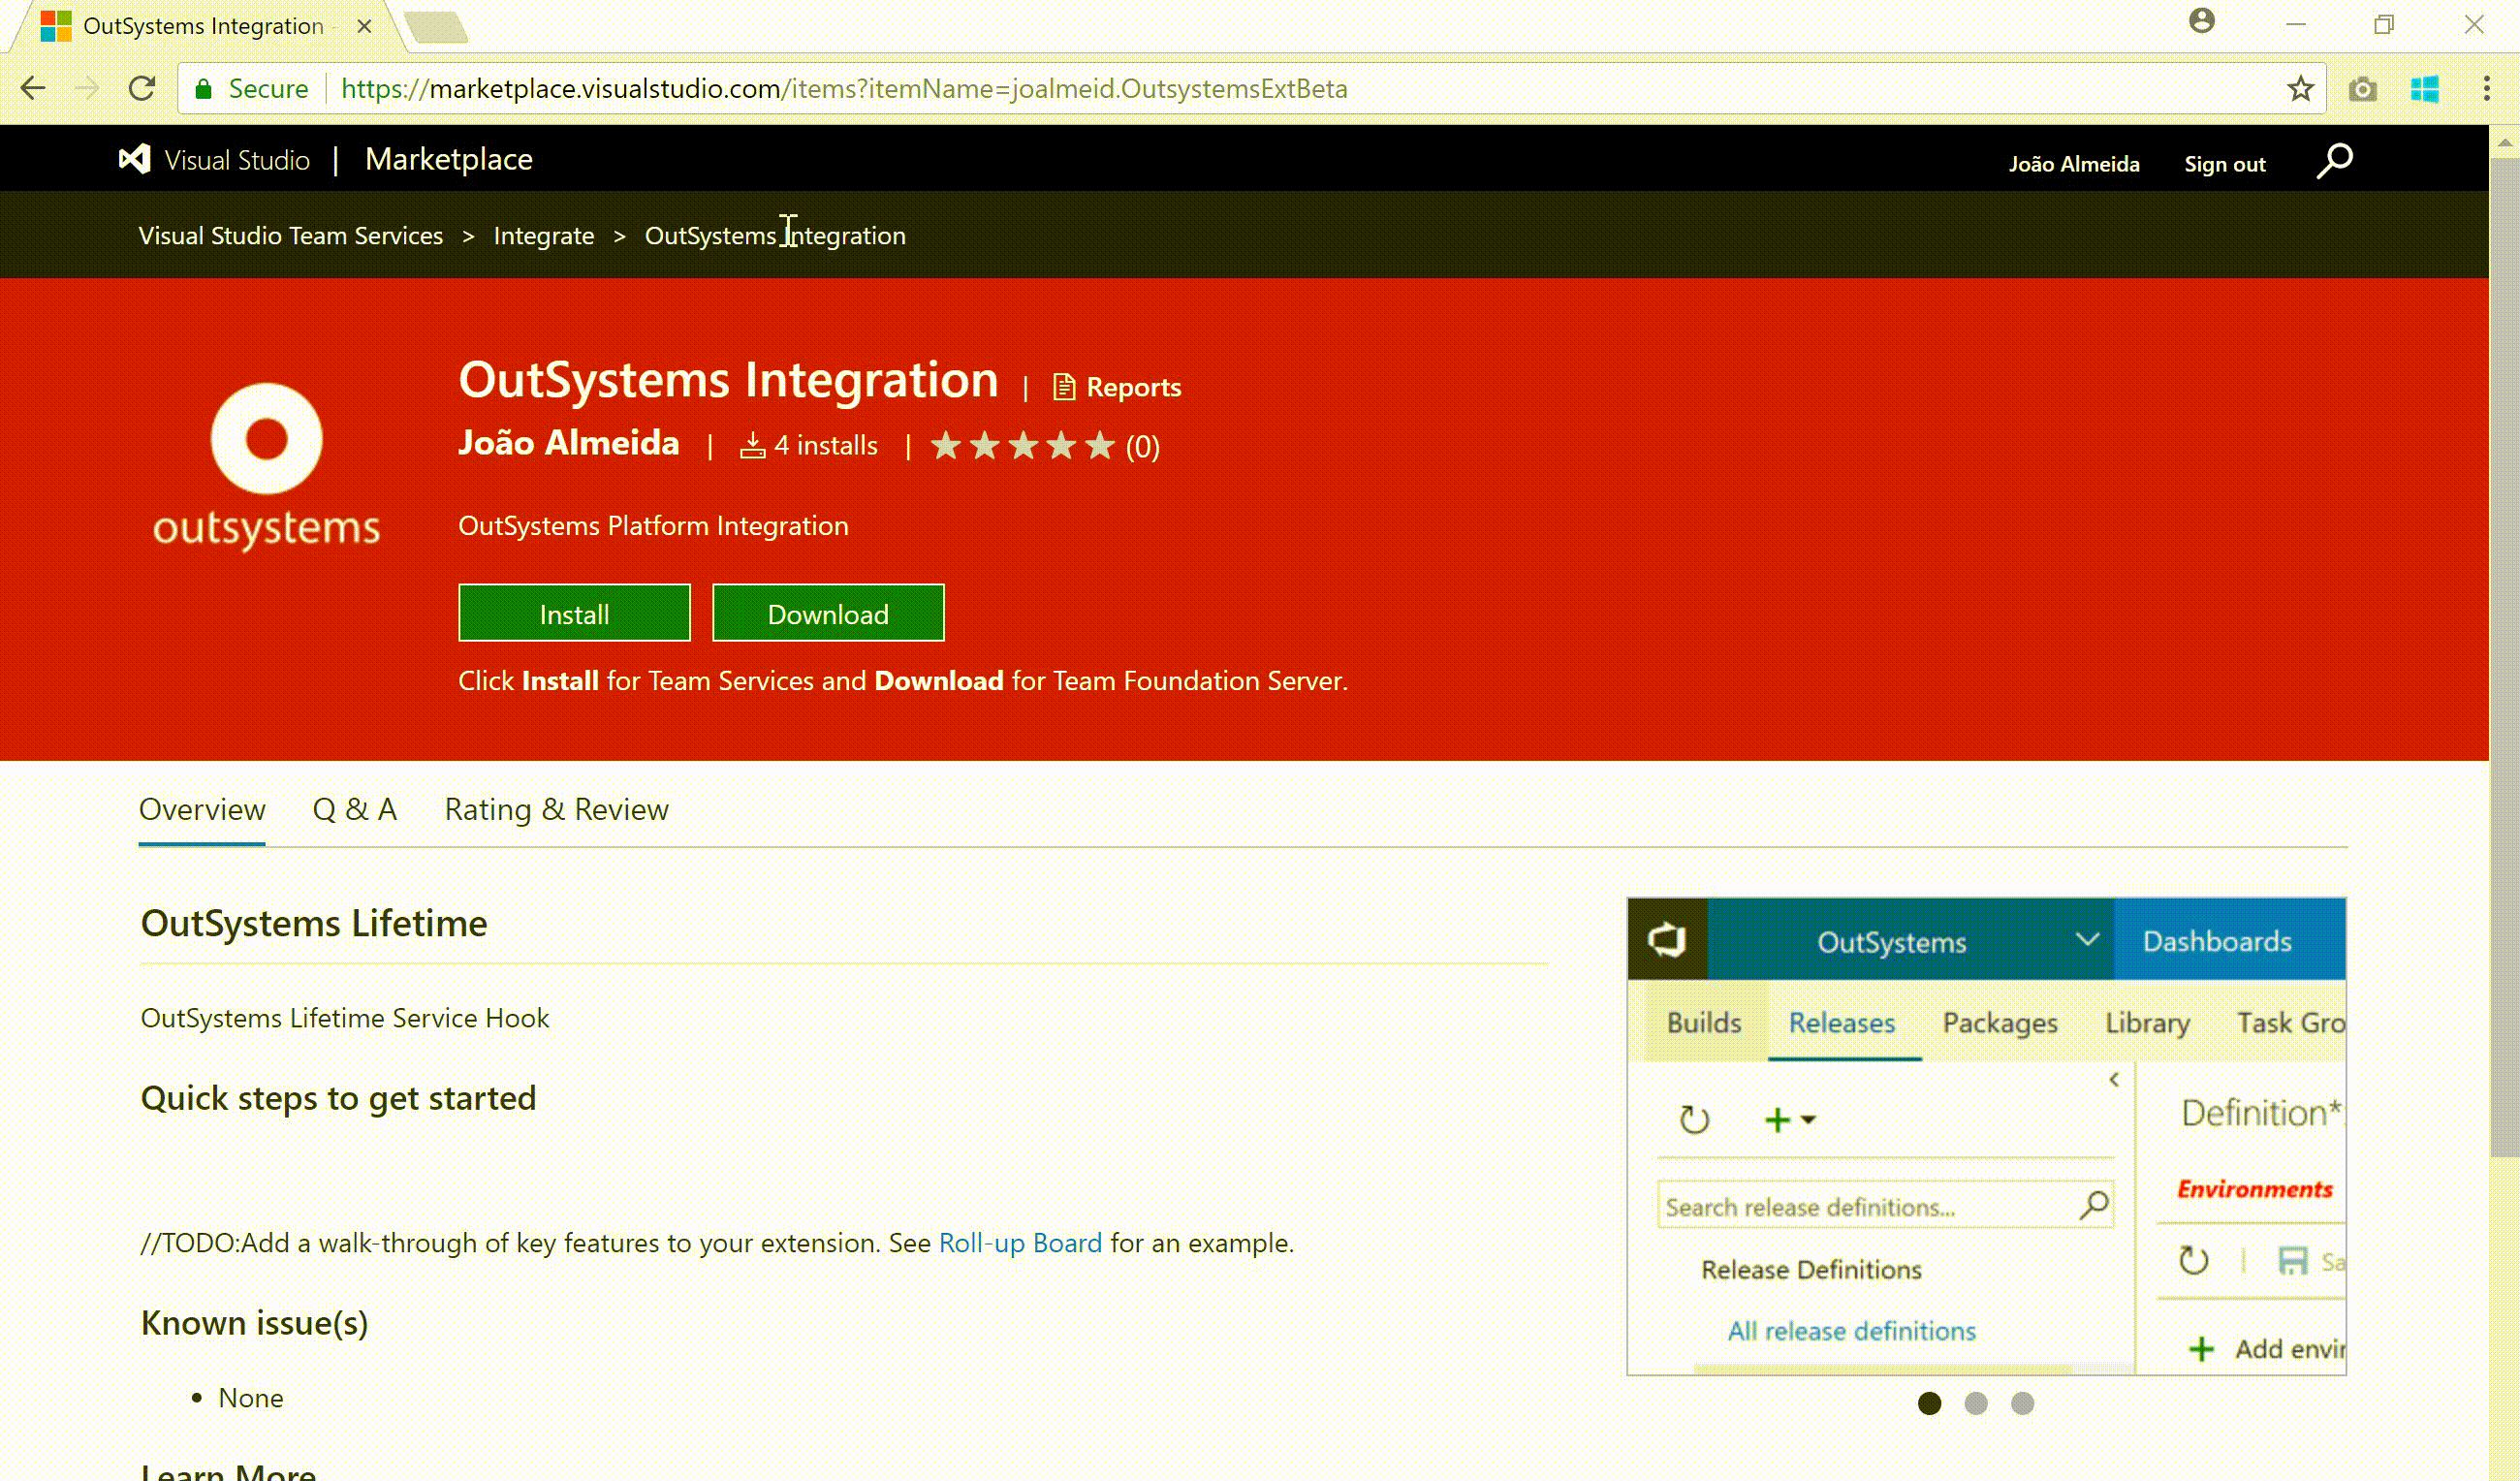 OutSystems Integration -
Secure | https://marketplace.visualstudio.com/items?itemName=joalmeid.OutsystemsExtBeta
Visual Studio | Marketplace
João Almeida Sign out
Visual Studio Team Services > Integrate > OutSystems Integration
outsystems
OutSystems Integration | Reports
João Almeida | 4 installs | (0)
OutSystems Platform Integration
Install Download
Click Install for Team Services and Download for Team Foundation Server.
Overview Q & A Rating & Review
OutSystems Lifetime
OutSystems Lifetime Service Hook
Quick steps to get started
//TODO:Add a walk-through of key features to your extension. See Roll-up Board for an example.
Known issue(s)
• None
Learn More
OutSystems Dashboards
Builds Releases Packages Library Task Gro
Definition*
Environments
Search release definitions...
Sa
Release Definitions
All release definitions
+ Add envir